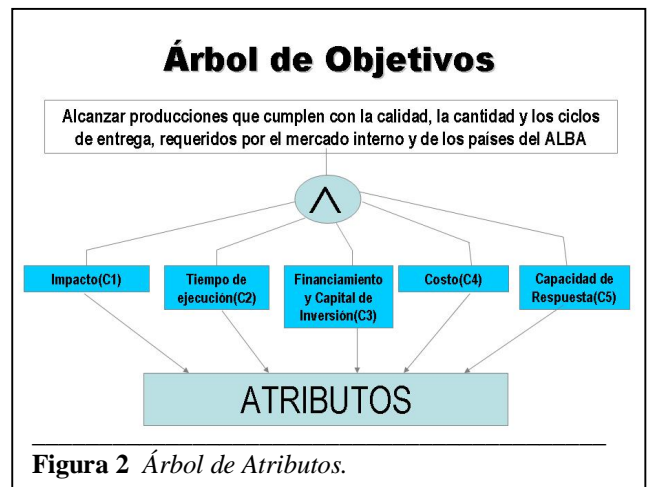 Árbol de Objetivos
Alcanzar producciones que cumplen con la calidad, la cantidad y los ciclos
de entrega, requeridos por el mercado interno y de los países del ALBA
∧
Impacto(C1)
Tiempo de
ejecución(C2)
Financiamiento
y Capital de
Inversión(C3)
Costo(C4)
Capacidad de
Respuesta(C5)
ATRIBUTOS
Figura 2 Árbol de Atributos.